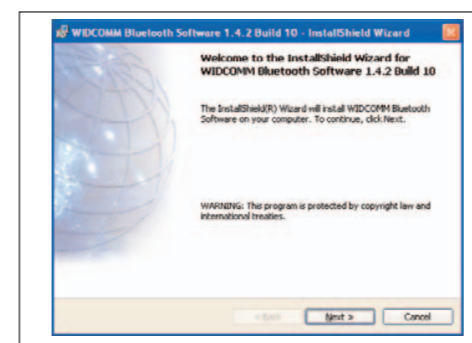 WIDCOMM Bluetooth Software 1.4.2 Build 10 - InstallShield Wizard
Welcome to the InstallShield Wizard for
WIDCOMM Bluetooth Software 1.4.2 Build 10
The InstallShield(R) Wizard will install WIDCOMM Bluetooth
Software on your computer. To continue, click Next.
WARNING: This program is protected by copyright law and
international treaties.
< Back Next > Cancel